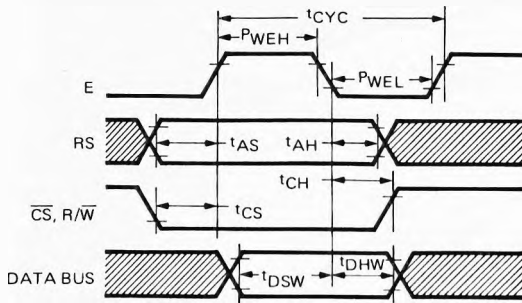 tCYC
PWEH
PWEL
E
RS
tAS
tAH
tCH
CS, R/W
tCS
DATA BUS
tDSW
tDHW